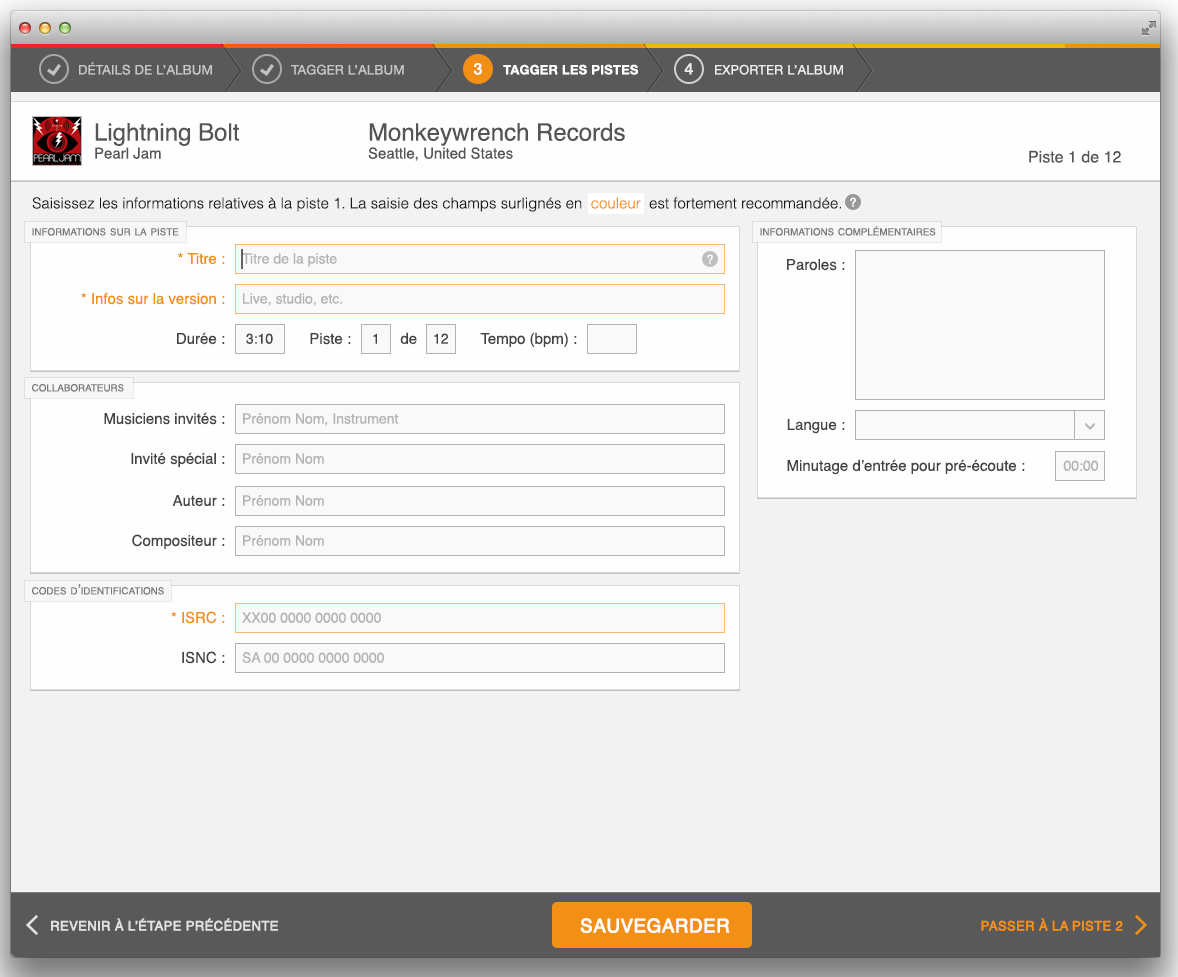 DÉTAILS DE L'ALBUM
TAGGER L'ALBUM
3 TAGGER LES PISTES
4 EXPORTER L'ALBUM
PEARL JAM
Lightning Bolt
Pearl Jam
Monkeywrench Records
Seattle, United States
Piste 1 de 12
Saisissez les informations relatives à la piste 1. La saisie des champs surlignés en couleur est fortement recommandée. ?
INFORMATIONS SUR LA PISTE
* Titre : Titre de la piste ?
* Infos sur la version : Live, studio, etc.
Durée : 3:10 Piste : 1 de 12 Tempo (bpm) :
COLLABORATEURS
Musiciens invités : Prénom Nom, Instrument
Invité spécial : Prénom Nom
Auteur : Prénom Nom
Compositeur : Prénom Nom
CODES D'IDENTIFICATIONS
* ISRC : XX00 0000 0000 0000
ISNC : SA 00 0000 0000 0000
INFORMATIONS COMPLÉMENTAIRES
Paroles :
Langue :
Minutage d'entrée pour pré-écoute : 00:00
REVENIR À L'ÉTAPE PRÉCÉDENTE
SAUVEGARDER
PASSER À LA PISTE 2